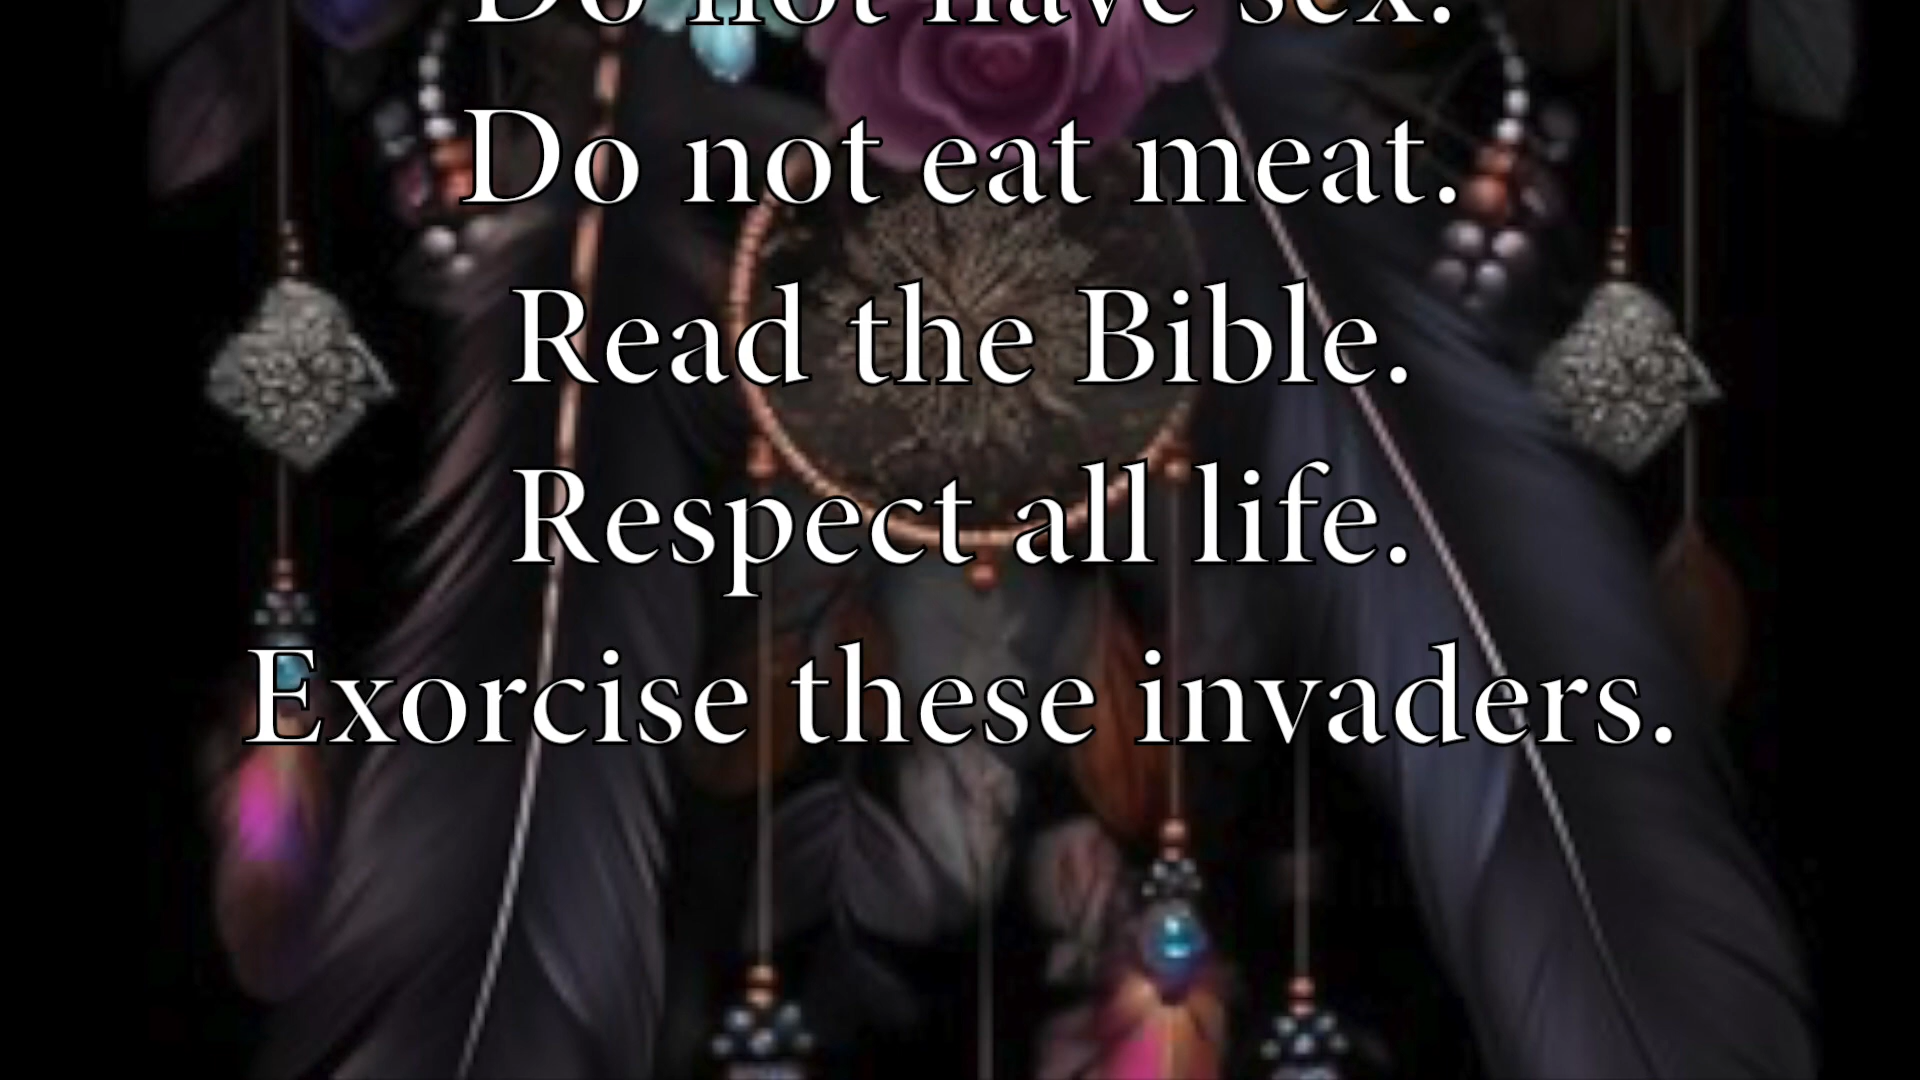 Do not have sex.
Do not eat meat.
Read the Bible.
Respect all life.
Exorcise these invaders.